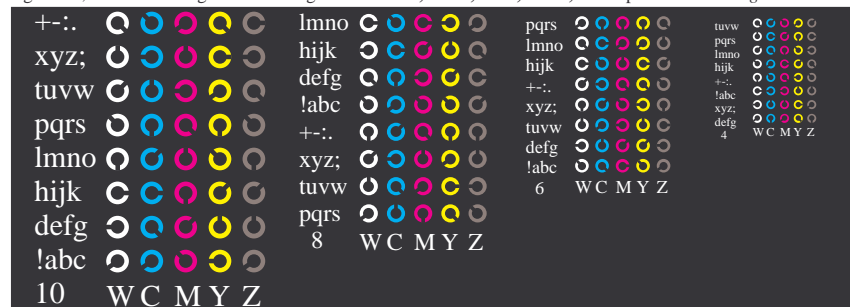 +-:.
xyz;
tuvw
pqrs
lmno
hijk
defg
!abc
10 W C M Y Z
lmno
hijk
defg
!abc
+-:.
xyz;
tuvw
pqrs
8 W C M Y Z
pqrs
lmno
hijk
+-:.
xyz;
tuvw
defg
!abc
6 W C M Y Z
tuvw
pqrs
lmno
hijk
+-:.
!abc
xyz;
defg
4 W C M Y Z